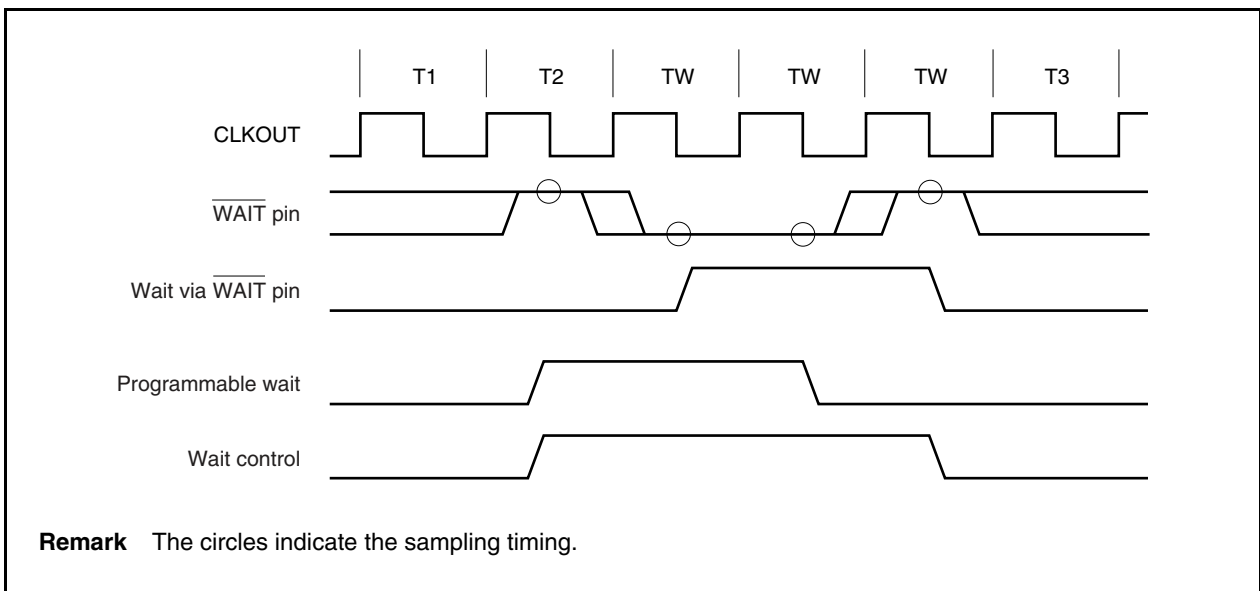 T1 T2 TW TW TW T3
CLKOUT
WAIT pin
Wait via WAIT pin
Programmable wait
Wait control
Remark The circles indicate the sampling timing.